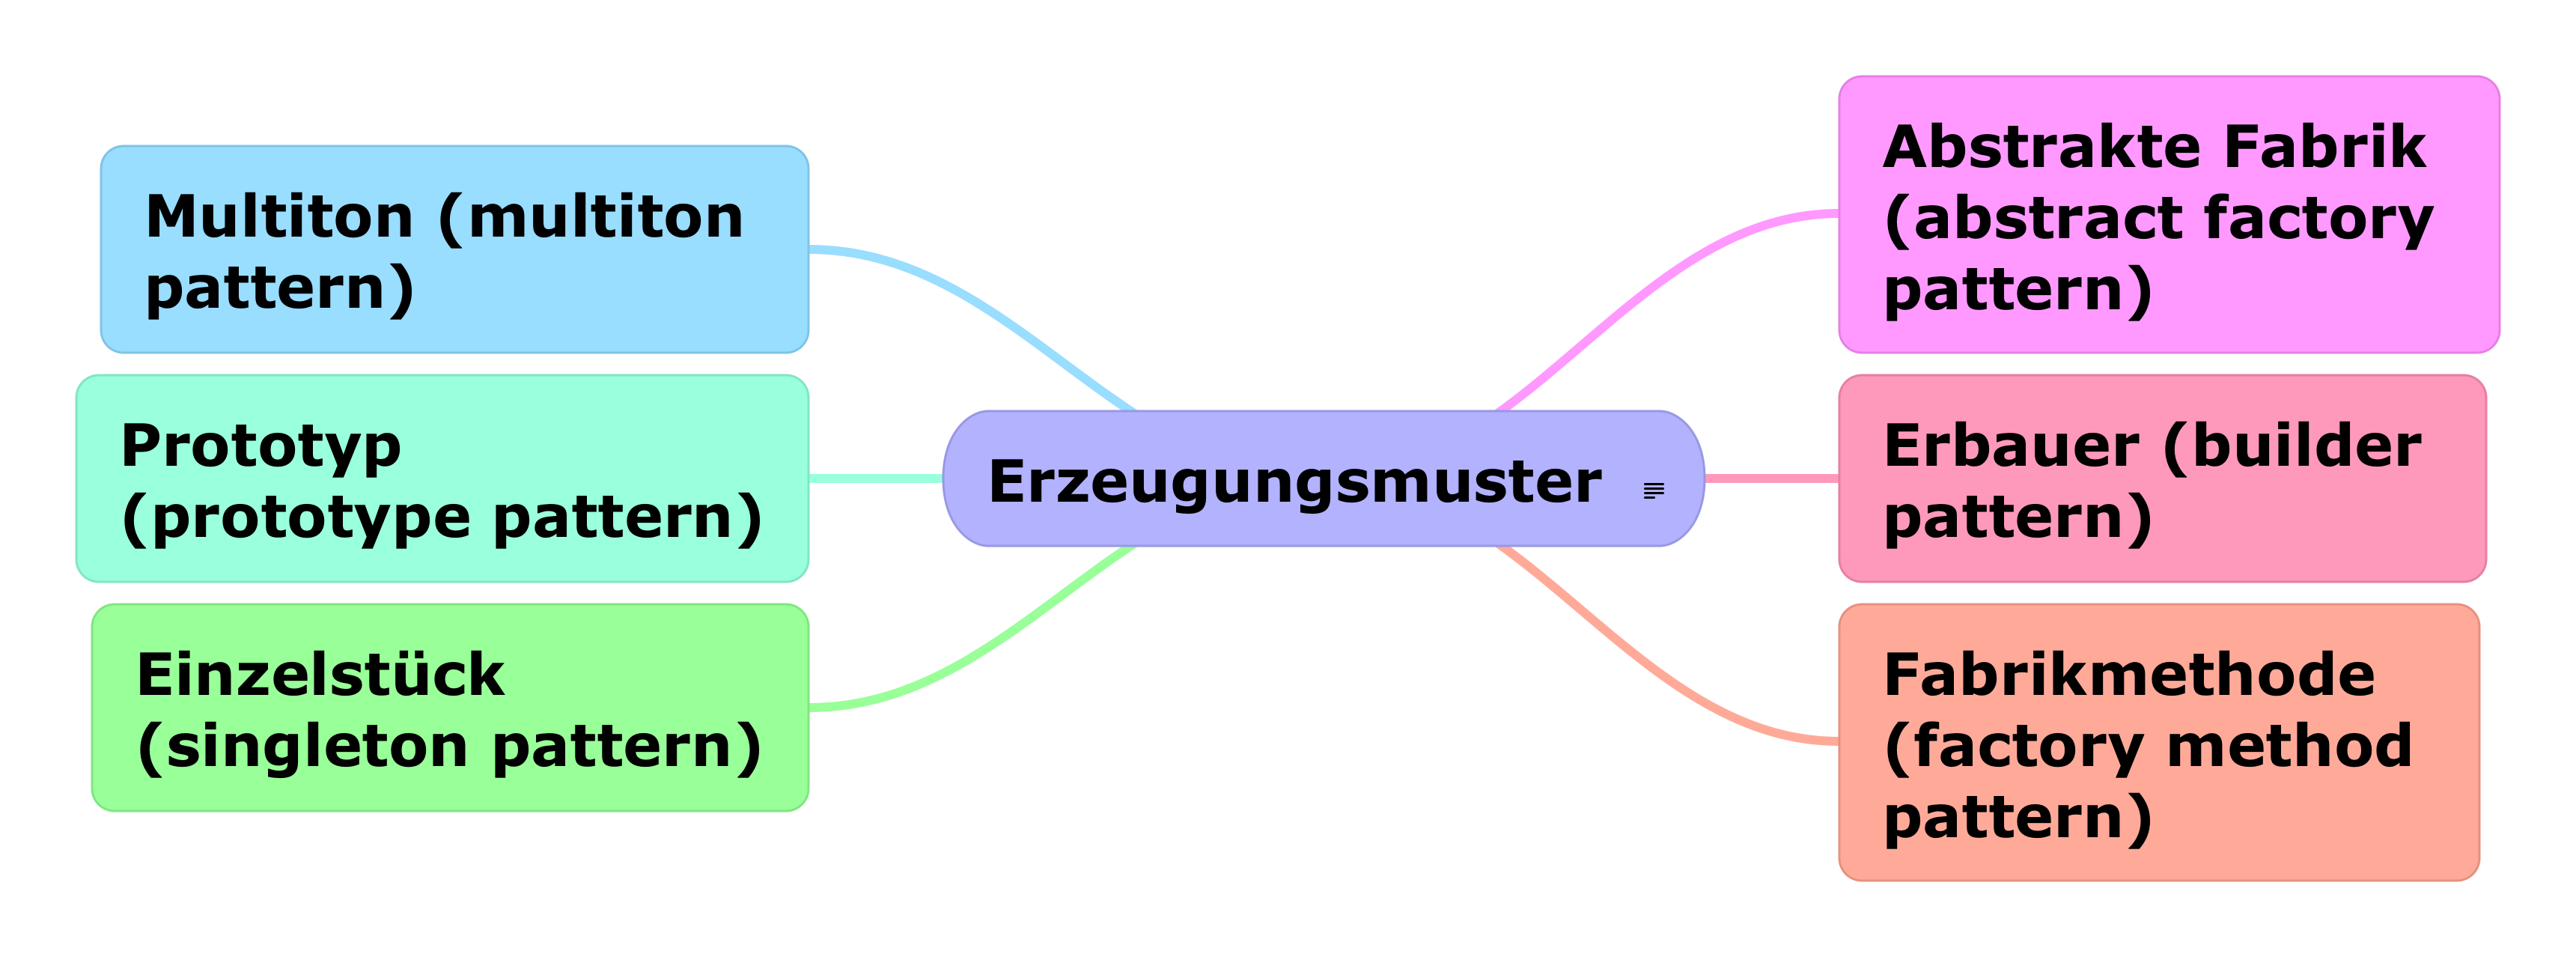 Multiton (multiton
pattern)
Prototyp
(prototype pattern)
Einzelstück
(singleton pattern)
Erzeugungsmuster
Abstrakte Fabrik
(abstract factory
pattern)
Erbauer (builder
pattern)
Fabrikmethode
(factory method
pattern)